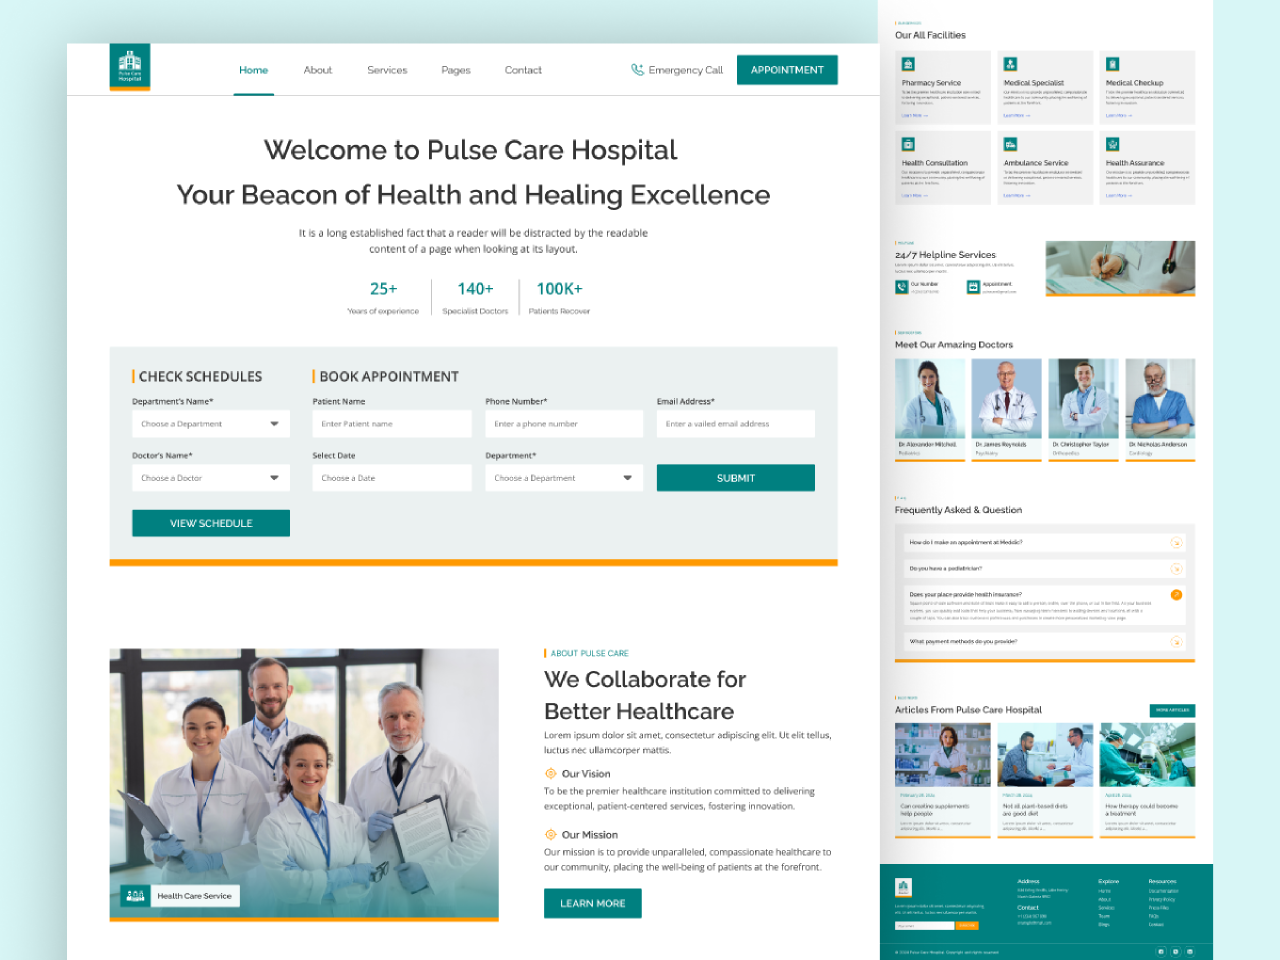 Pulse Care
Hospital
Home
About
Services
Pages
Contact
Emergency Call
APPOINTMENT
Welcome to Pulse Care Hospital
Your Beacon of Health and Healing Excellence
It is a long established fact that a reader will be distracted by the readable
content of a page when looking at its layout.
25+
Years of experience
140+
Specialist Doctors
100K+
Patients Recover
CHECK SCHEDULES
Department's Name*
Choose a Department
Doctor's Name*
Choose a Doctor
VIEW SCHEDULE
BOOK APPOINTMENT
Patient Name
Enter Patient name
Phone Number*
Enter a phone number
Email Address*
Enter a vailed email address
Select Date
Choose a Date
Department*
Choose a Department
SUBMIT
Health Care Service
ABOUT PULSE CARE
We Collaborate for
Better Healthcare
Lorem ipsum dolor sit amet, consectetur adipiscing elit. Ut elit tellus,
luctus nec ullamcorper mattis.
Our Vision
To be the premier healthcare institution committed to delivering
exceptional, patient-centered services, fostering innovation.
Our Mission
Our mission is to provide unparalleled, compassionate healthcare to
our community, placing the well-being of patients at the forefront.
LEARN MORE
Our All Facilities
Pharmacy Service
Learn More
Medical Specialist
Learn More
Medical Checkup
Learn More
Health Consultation
Learn More
Ambulance Service
Learn More
Health Assurance
Learn More
24/7 Helpline Services
Our Number
Appointment
Meet Our Amazing Doctors
Dr. Alexander Mitchell
Pediatrics
Dr. James Reynolds
Psychiatry
Dr. Christopher Taylor
Orthopedics
Dr. Nicholas Anderson
Cardiology
Frequently Asked & Question
How do I make an appointment at Meddic?
Do you have a pediatrician?
Does your place provide health insurance?
What payment methods do you provide?
Articles From Pulse Care Hospital
MORE ARTICLES
Can creatine supplements
help people
Not all plant-based diets
are good diet
How therapy could become
a treatment
Address
Contact
Explore
Home
About
Services
Team
Blogs
Resources
Documentation
Privacy Policy
Press Files
FAQs
Contact